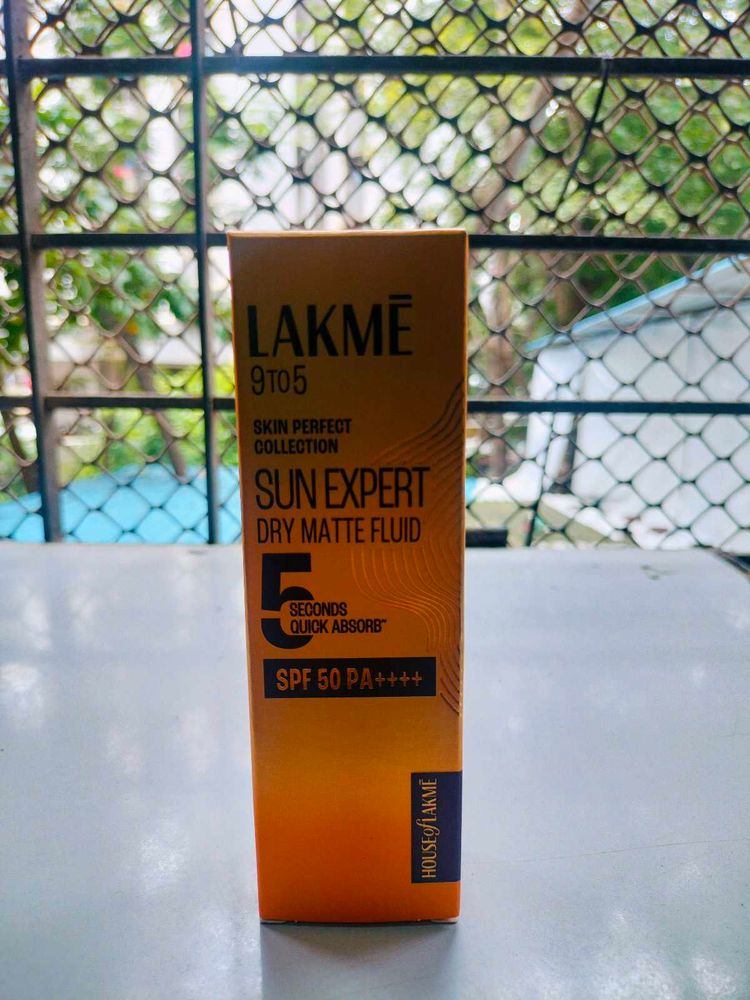 LAKMĒ
9TO5
SKIN PERFECT
COLLECTION
SUN EXPERT
DRY MATTE FLUID
5
SECONDS
QUICK ABSORB**
SPF 50 PA++++
HOUSE of LAKMĒ